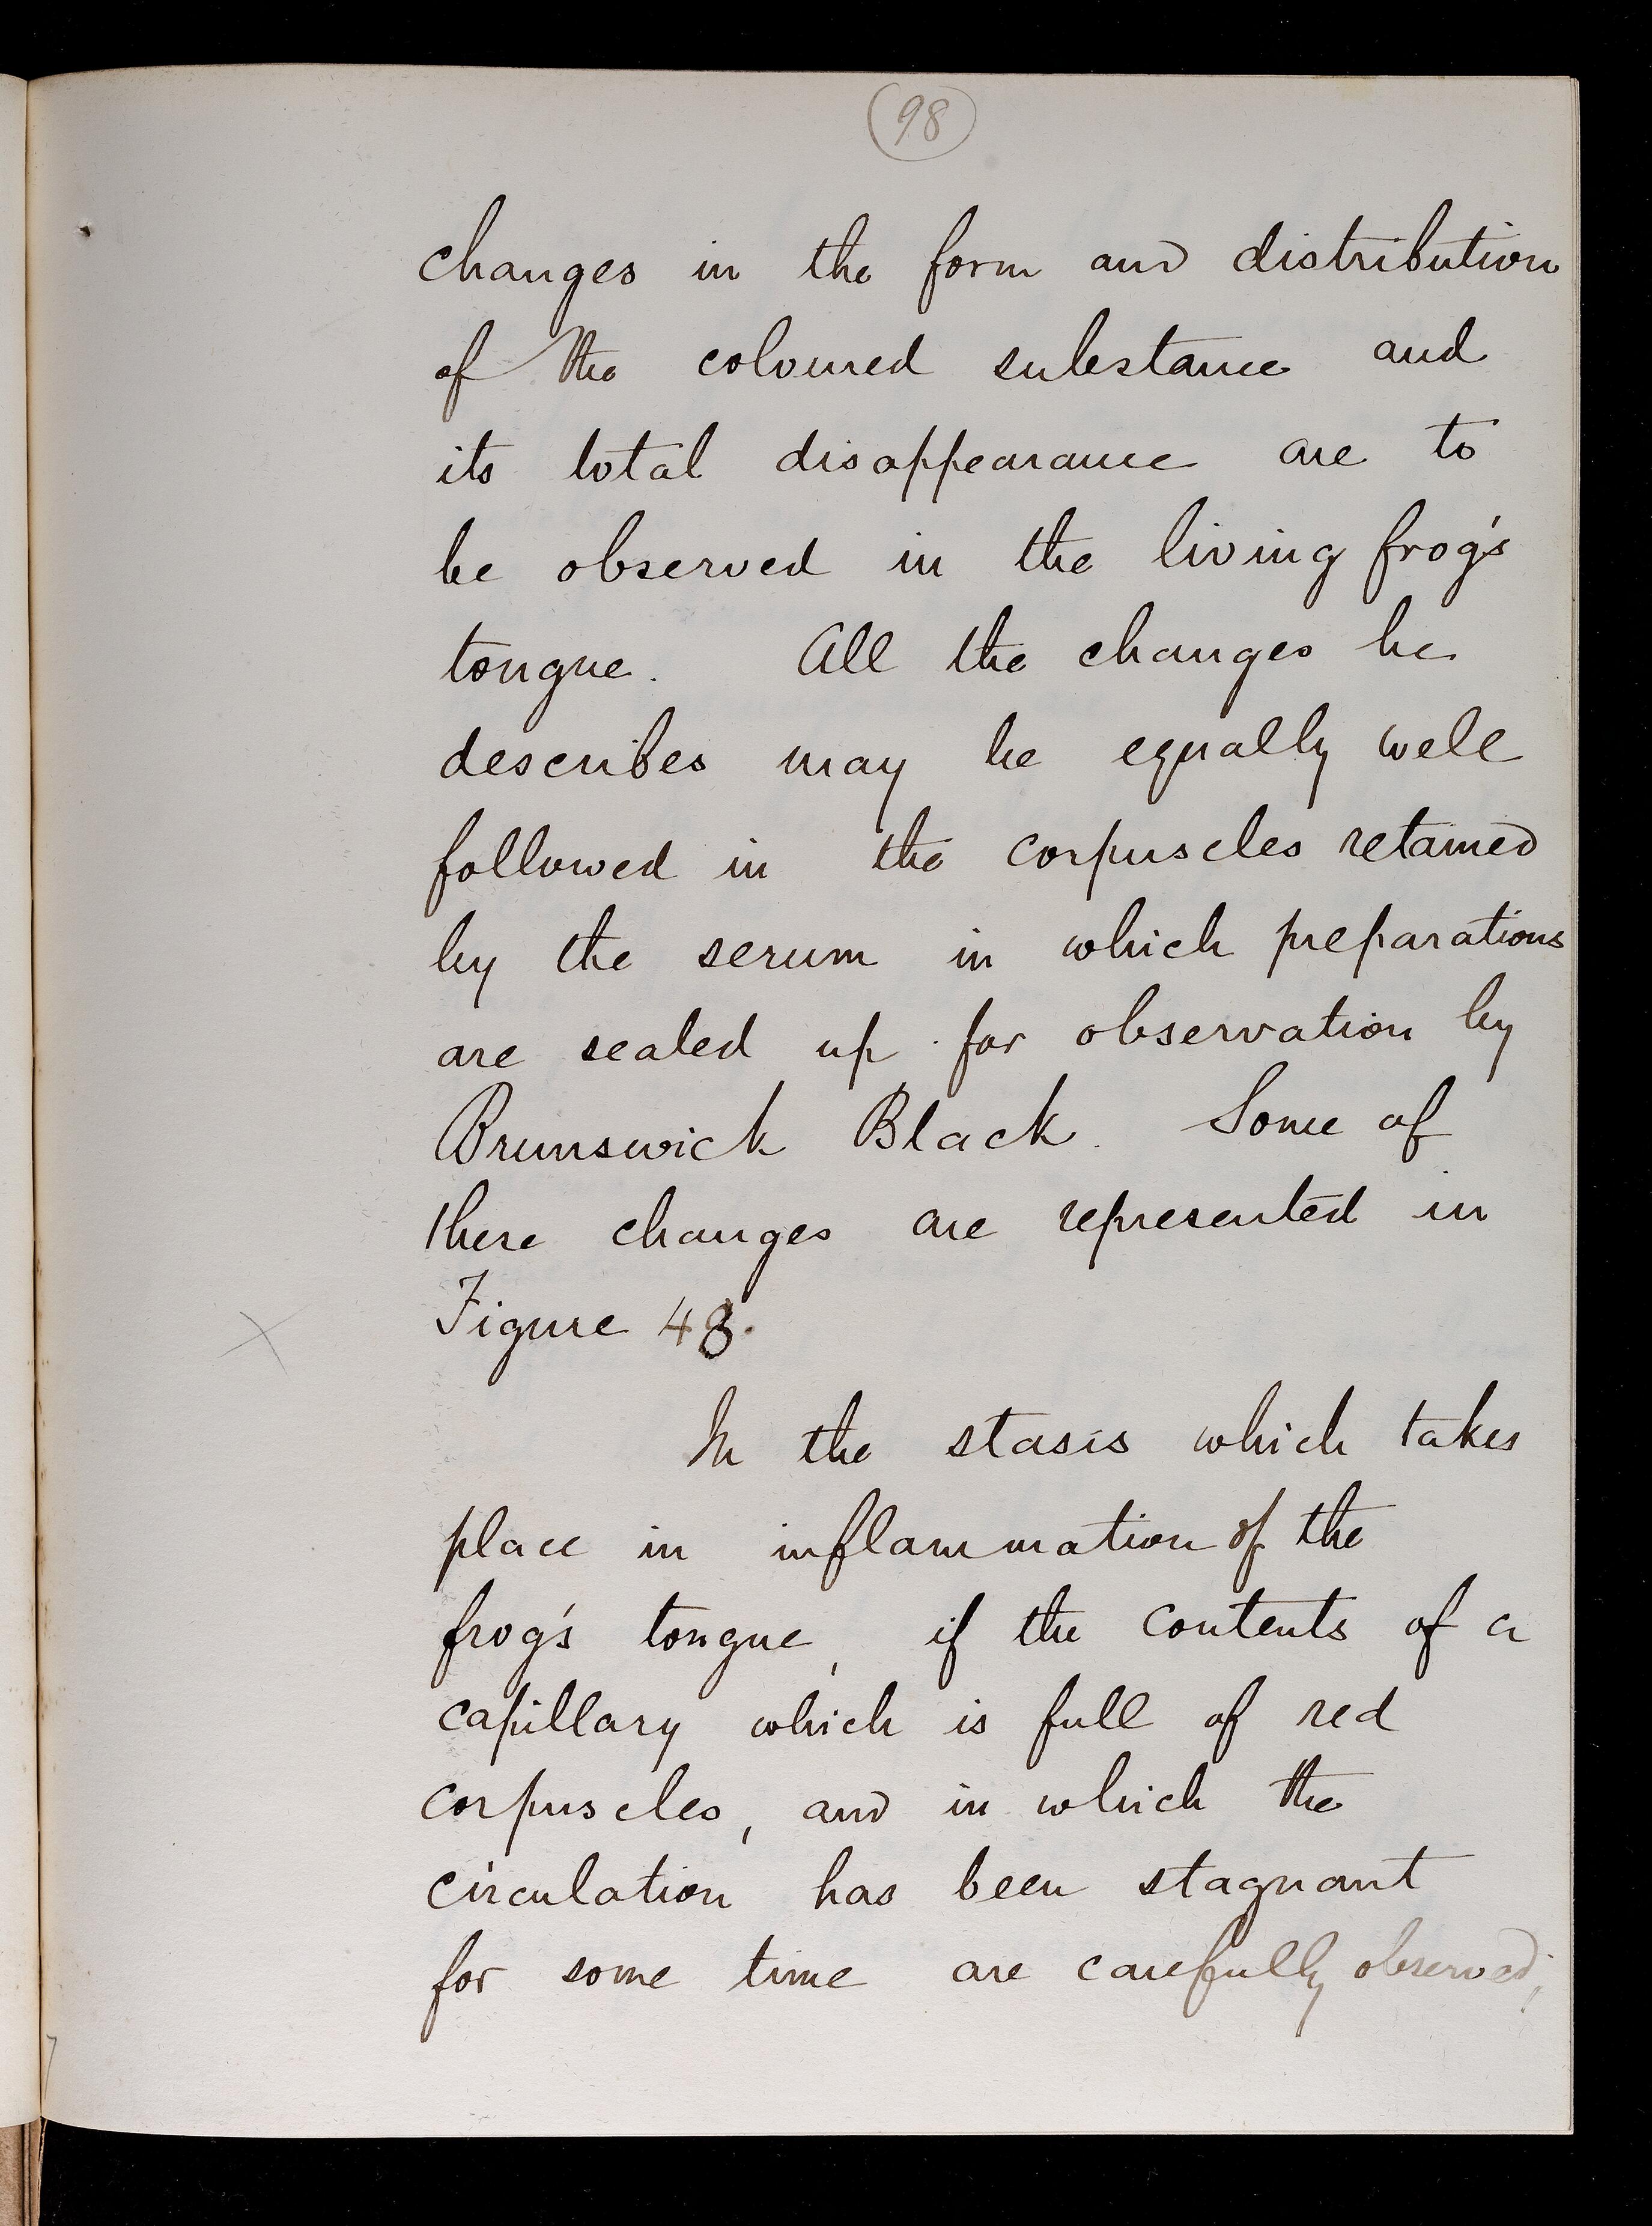 98
changes in the form and distribution
of the coloured substance and
its total disappearance are to
be observed in the living frog's
tongue. All the changes he
describes may be equally well
followed in the corpuscles retained
by the serum in which preparations
are sealed up for observation by
Brunswick Black. Some of
these changes are represented in
Figure 48.
In the stasis which takes
place in inflammation of the
frog's tongue, if the contents of a
capillary which is full of red
corpuscles, and in which the
circulation has been stagnant
for some time are carefully observed,